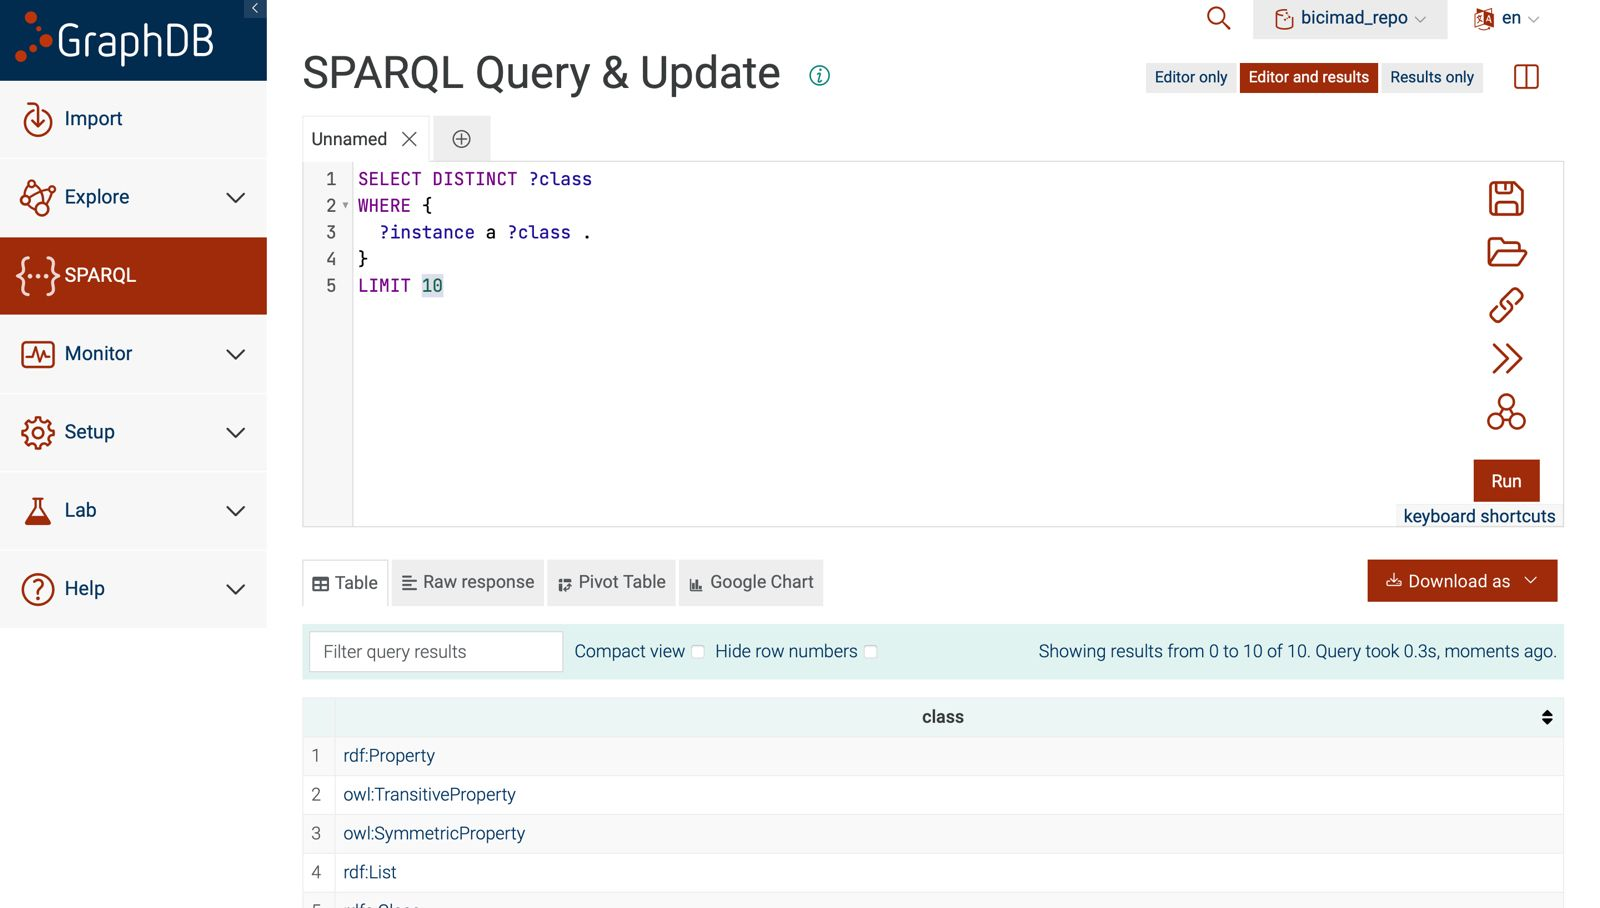 GraphDB
bicimad_repo
en
Import
Explore
SPARQL
Monitor
Setup
Lab
Help
SPARQL Query & Update
Editor only
Editor and results
Results only
Unnamed
1 SELECT DISTINCT ?class
2 WHERE {
3 ?instance a ?class .
4 }
5 LIMIT 10
Run
keyboard shortcuts
Table
Raw response
Pivot Table
Google Chart
Download as
Filter query results
Compact view
Hide row numbers
Showing results from 0 to 10 of 10. Query took 0.3s, moments ago.
class
1 rdf:Property
2 owl:TransitiveProperty
3 owl:SymmetricProperty
4 rdf:List